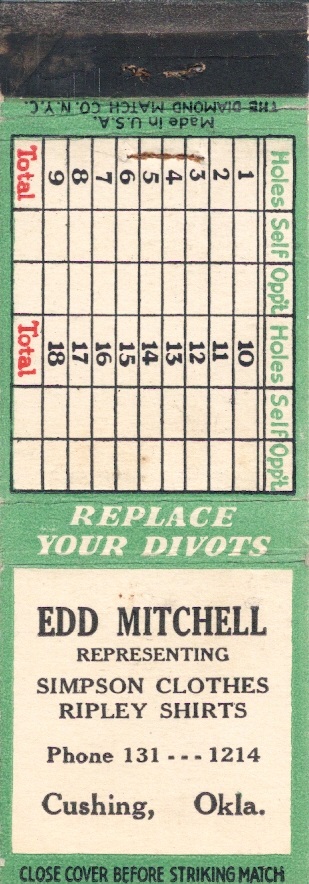 THE DIAMOND MATCH CO. N.Y.C.
Made in U.S.A.
Holes Self Opp't. Holes Self Opp't.
1 10
2 11
3 12
4 13
5 14
6 15
7 16
8 17
9 18
Total Total
REPLACE
YOUR DIVOTS
EDD MITCHELL
REPRESENTING
SIMPSON CLOTHES
RIPLEY SHIRTS
Phone 131 --- 1214
Cushing, Okla.
CLOSE COVER BEFORE STRIKING MATCH